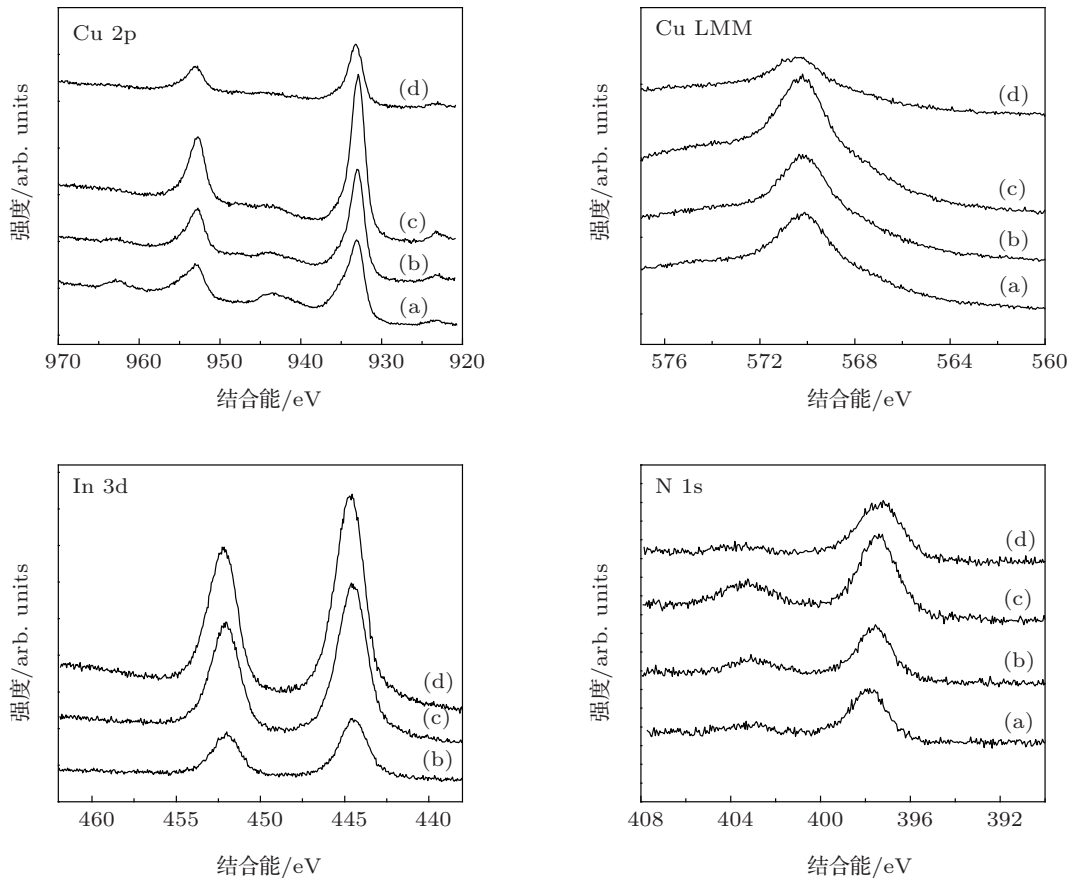 Cu 2p
(d)
(c)
(b)
(a)
强度/arb. units
970 960 950 940 930 920
结合能/eV
Cu LMM
(d)
(c)
(b)
(a)
强度/arb. units
576 572 568 564 560
结合能/eV
In 3d
(d)
(c)
(b)
强度/arb. units
460 455 450 445 440
结合能/eV
N 1s
(d)
(c)
(b)
(a)
强度/arb. units
408 404 400 396 392
结合能/eV